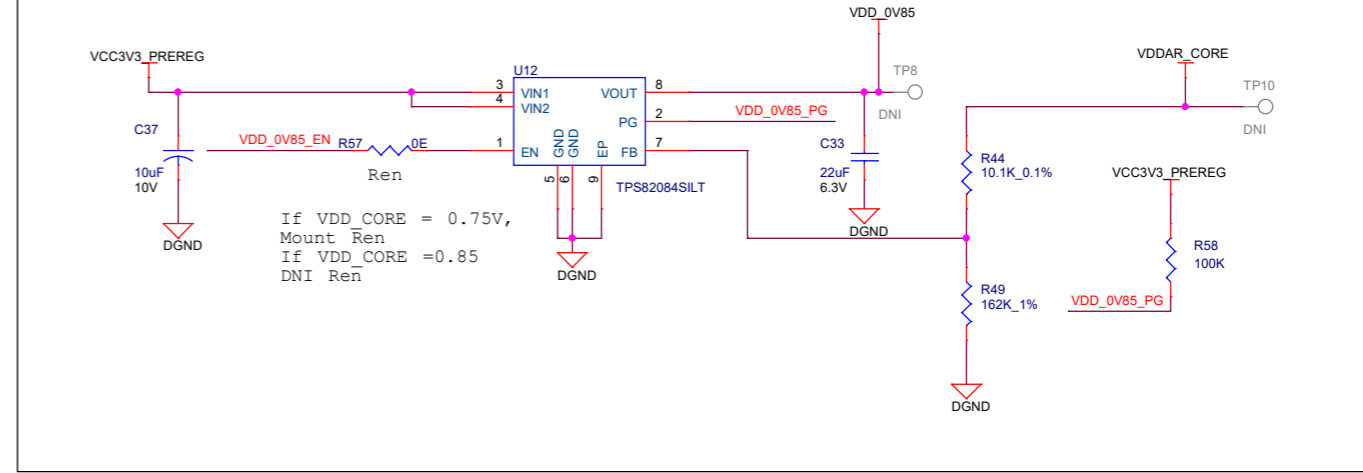 VDD_0V85
VCC3V3_PREREG
VDDAR_CORE
U12
TP8
TP10
3
VIN1
VOUT
8
4
VIN2
DNI
VDD_0V85_PG
PG
2
DNI
C37
VDD_0V85_EN
R57
0E
1
EN
GND
GND
EP
FB
7
C33
R44
10.1K_0.1%
10uF
10V
Ren
5
6
9
TPS82084SILT
22uF
6.3V
VCC3V3_PREREG
DGND
If VDD_CORE = 0.75V,
Mount Ren
If VDD_CORE =0.85
DNI Ren
DGND
DGND
R58
100K
R49
162K_1%
VDD_0V85_PG
DGND